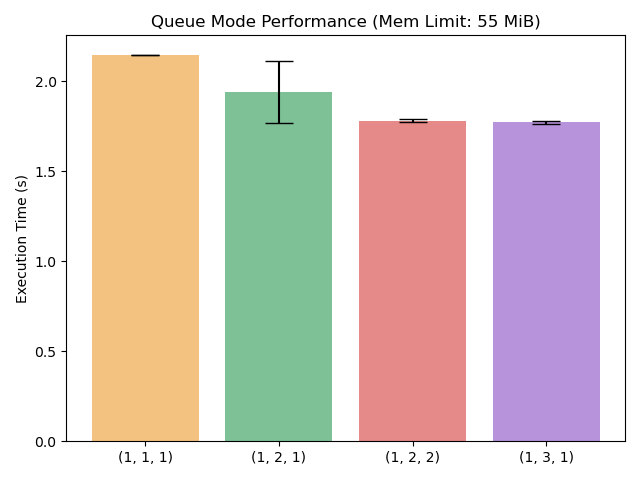 Queue Mode Performance (Mem Limit: 55 MiB)
Execution Time (s)
2.0
1.5
1.0
0.5
0.0
(1, 1, 1)
(1, 2, 1)
(1, 2, 2)
(1, 3, 1)